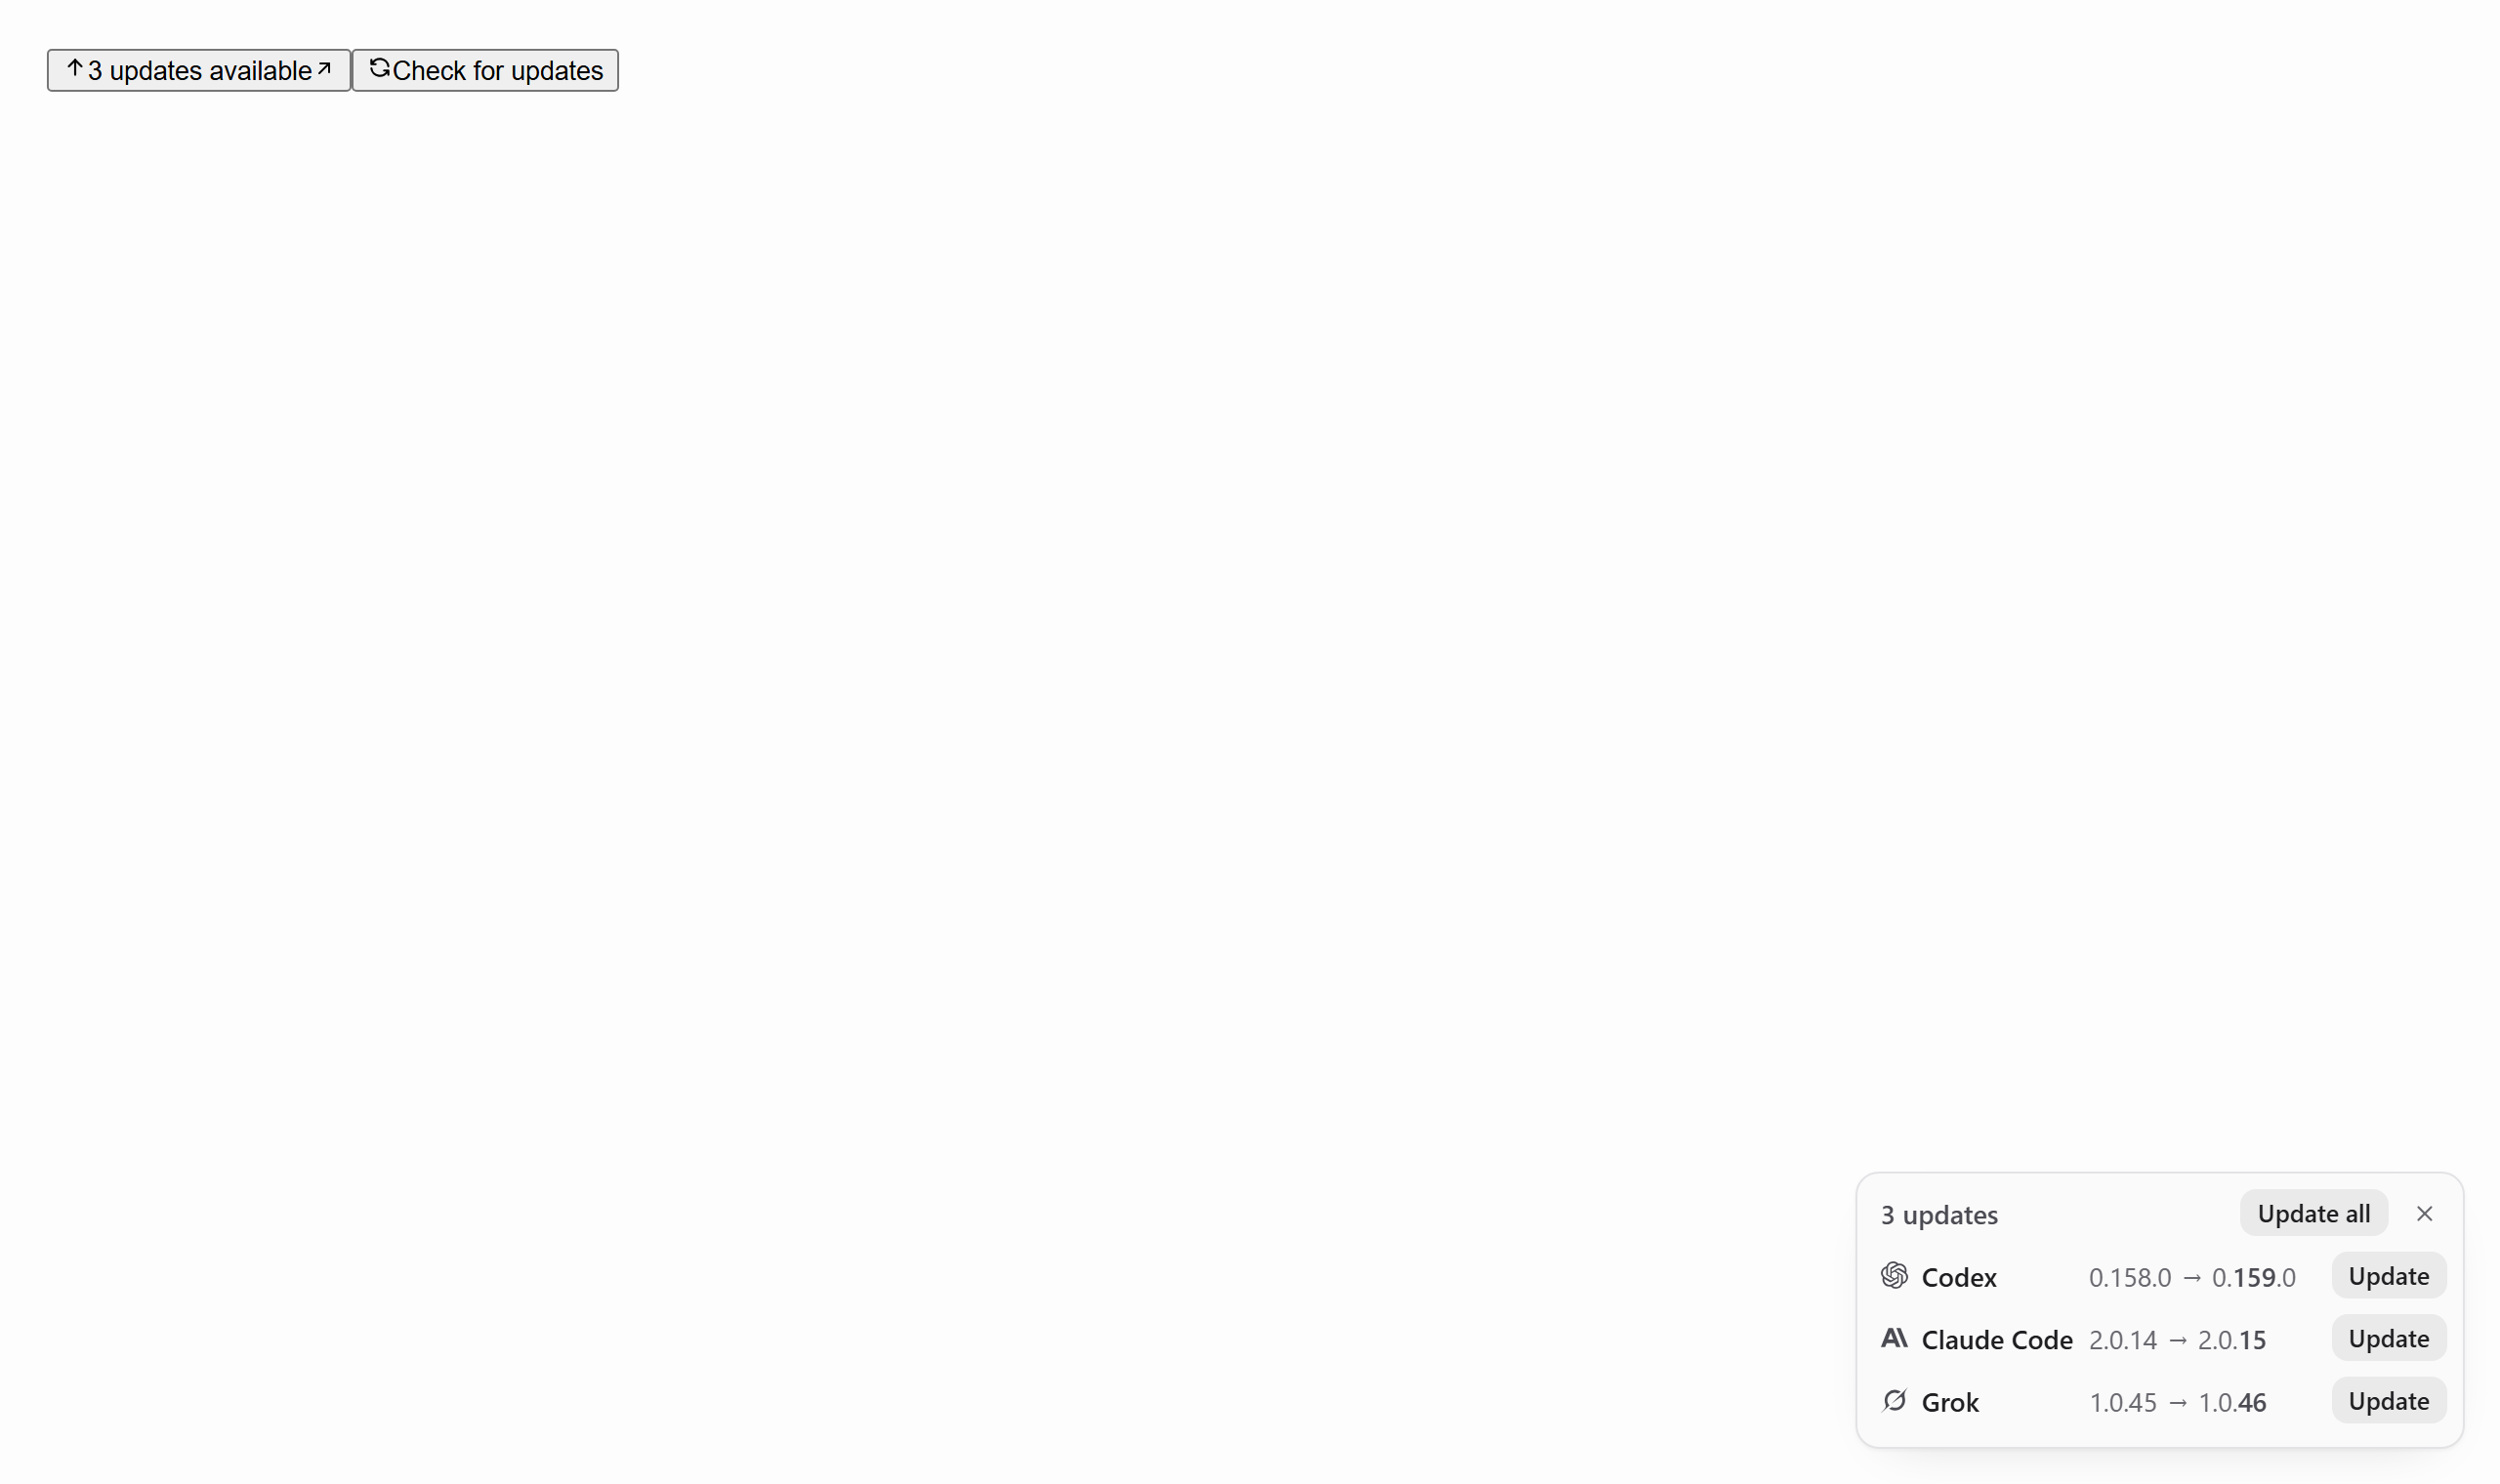 3 updates available
Check for updates
3 updates
Update all
Codex 0.158.0 → 0.159.0 Update
Claude Code 2.0.14 → 2.0.15 Update
Grok 1.0.45 → 1.0.46 Update